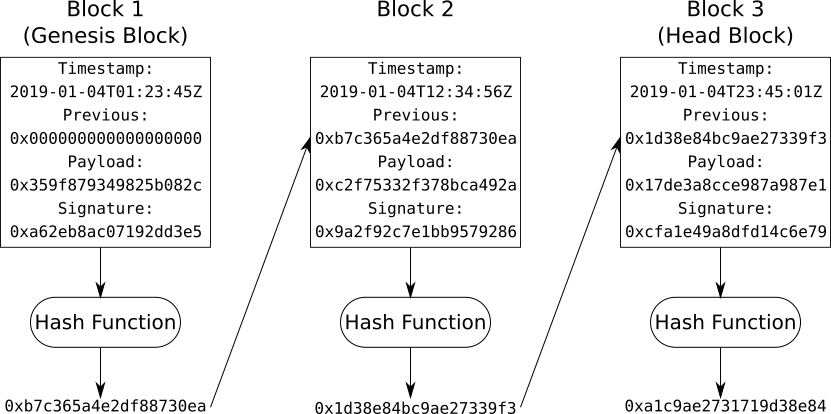 Block 1
(Genesis Block)
Timestamp:
2019-01-04T01:23:45Z
Previous:
0x000000000000000000
Payload:
0x359f879349825b082c
Signature:
0xa62eb8ac07192dd3e5
Hash Function
0xb7c365a4e2df88730ea
Block 2
Timestamp:
2019-01-04T12:34:56Z
Previous:
0xb7c365a4e2df88730ea
Payload:
0xc2f75332f378bca492a
Signature:
0x9a2f92c7e1bb9579286
Hash Function
0x1d38e84bc9ae27339f3
Block 3
(Head Block)
Timestamp:
2019-01-04T23:45:01Z
Previous:
0x1d38e84bc9ae27339f3
Payload:
0x17de3a8cce987a987e1
Signature:
0xcfa1e49a8dfd14c6e79
Hash Function
0xa1c9ae2731719d38e84